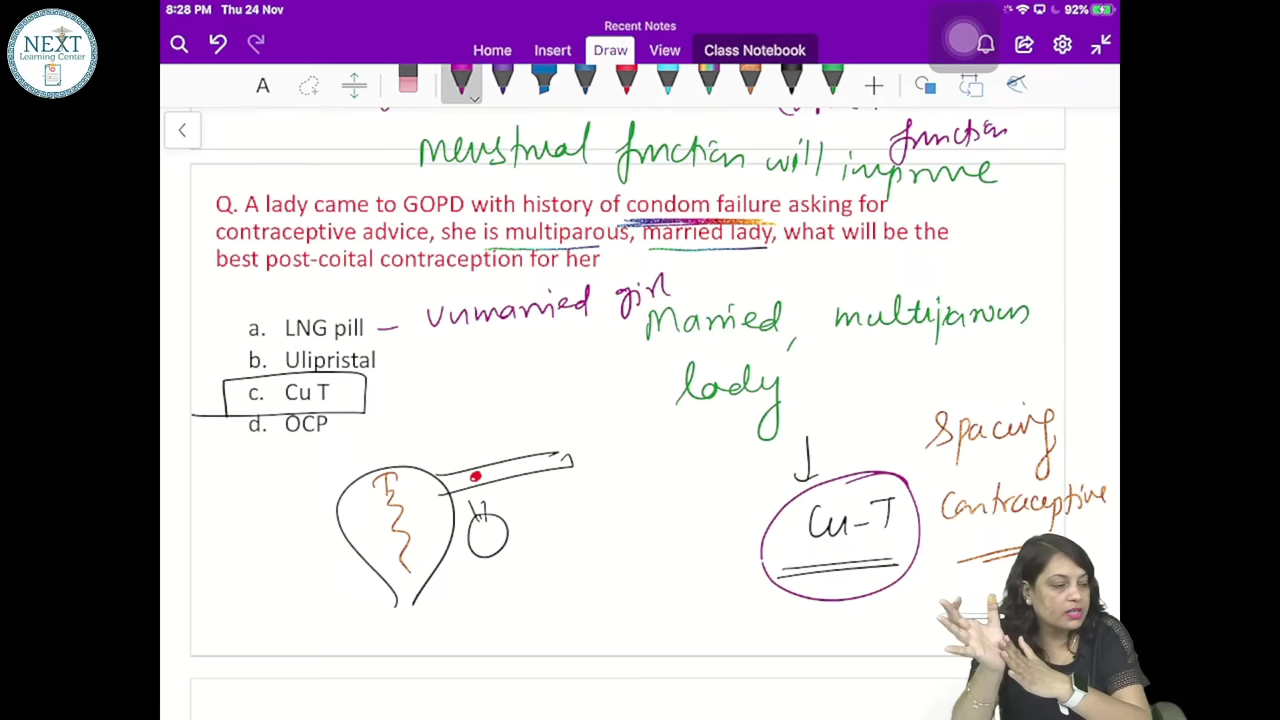 8:28 PM Thu 24 Nov
92%
Recent Notes
Home Insert Draw View Class Notebook
A
NEXT
Learning Center
function
menstrual function will improve
Q. A lady came to GOPD with history of condom failure asking for
contraceptive advice, she is multiparous, married lady, what will be the
best post-coital contraception for her
a. LNG pill – unmarried girl
b. Ulipristal
c. Cu T
d. OCP
Married, multiparous
lady
Cu-T
Spacing
Contraceptive